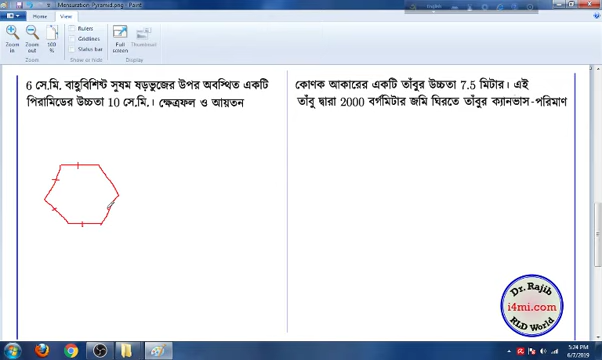 Mensuration Pyramid.png - Paint
Home View
Zoom in
Zoom out
100 %
Rulers
Gridlines
Status bar
Full screen
Thumbnail
Zoom
Show or hide
Display
6 সে.মি. বাহুবিশিষ্ট সুষম ষড়ভুজের উপর অবস্থিত একটি
পিরামিডের উচ্চতা 10 সে.মি.। ক্ষেত্রফল ও আয়তন
কোণক আকারের একটি তাঁবুর উচ্চতা 7.5 মিটার। এই
তাঁবু দ্বারা 2000 বর্গমিটার জমি ঘিরতে তাঁবুর ক্যানভাস -পরিমাণ
Dr. Rajib
i4mi.com
RLD World
5:24 PM
6/7/2019